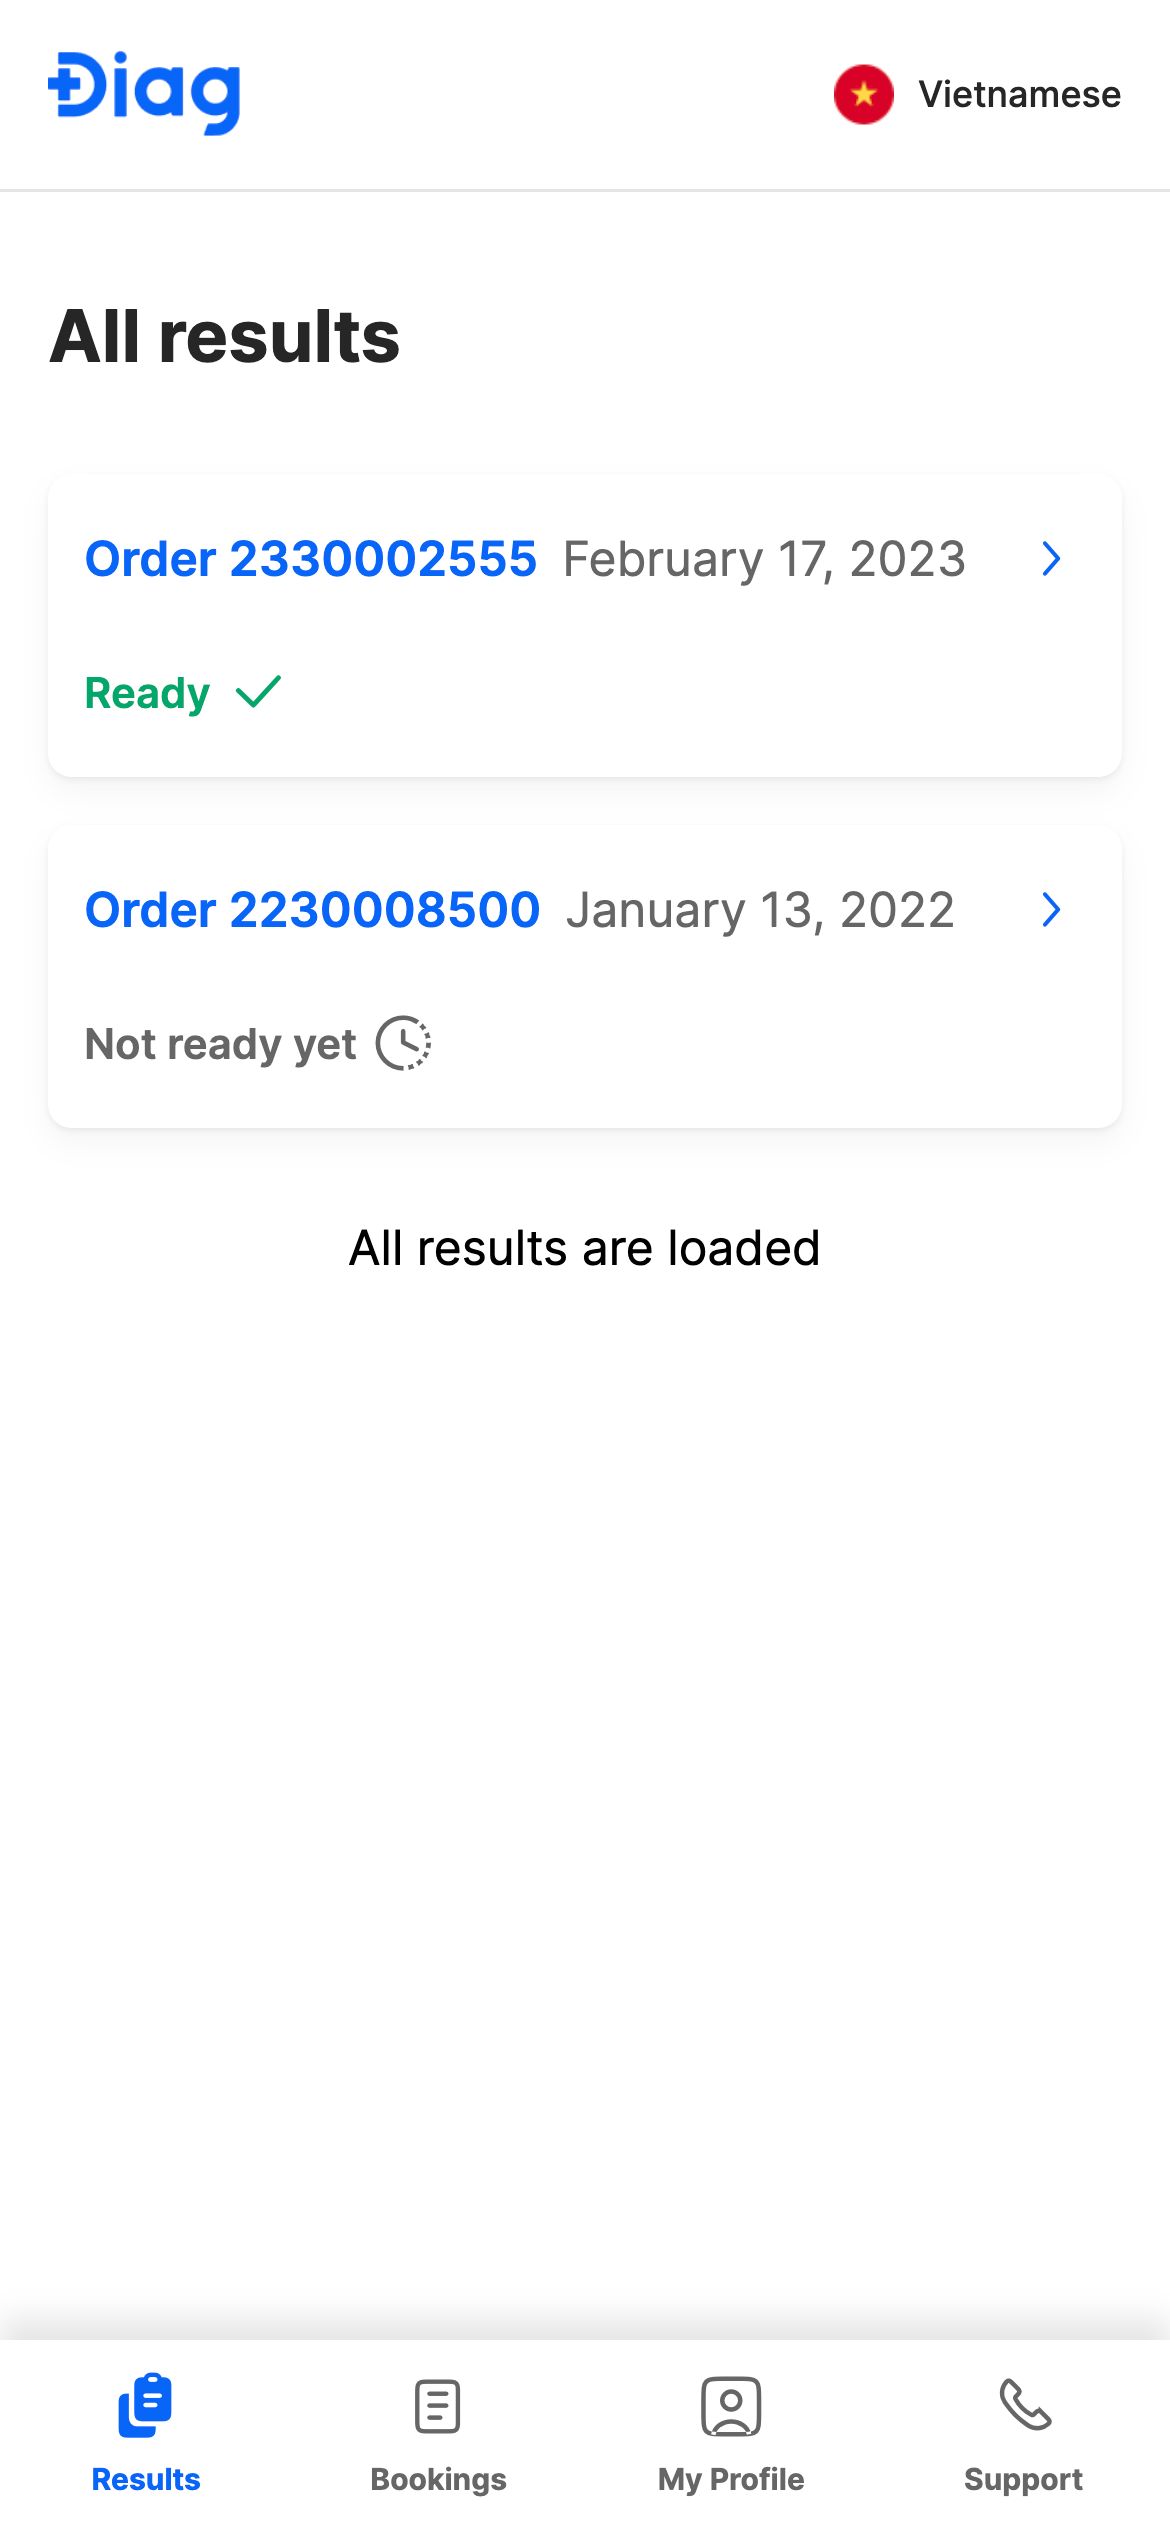 Điag
Vietnamese
All results
Order 2330002555 February 17, 2023
Ready
Order 2230008500 January 13, 2022
Not ready yet
All results are loaded
Results Bookings My Profile Support